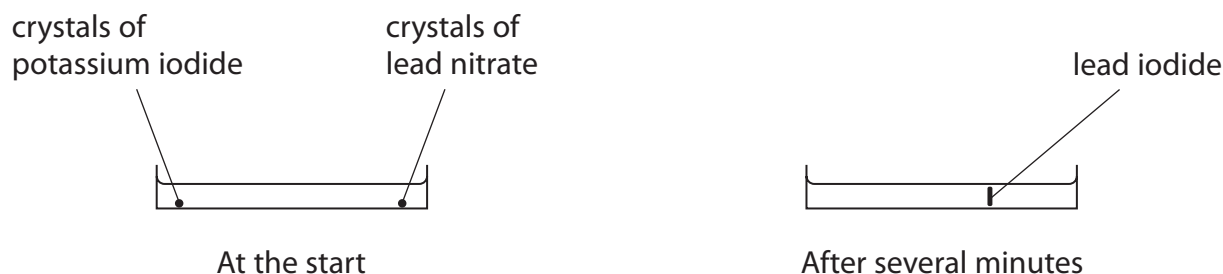 crystals of
potassium iodide
crystals of
lead nitrate
lead iodide
At the start
After several minutes